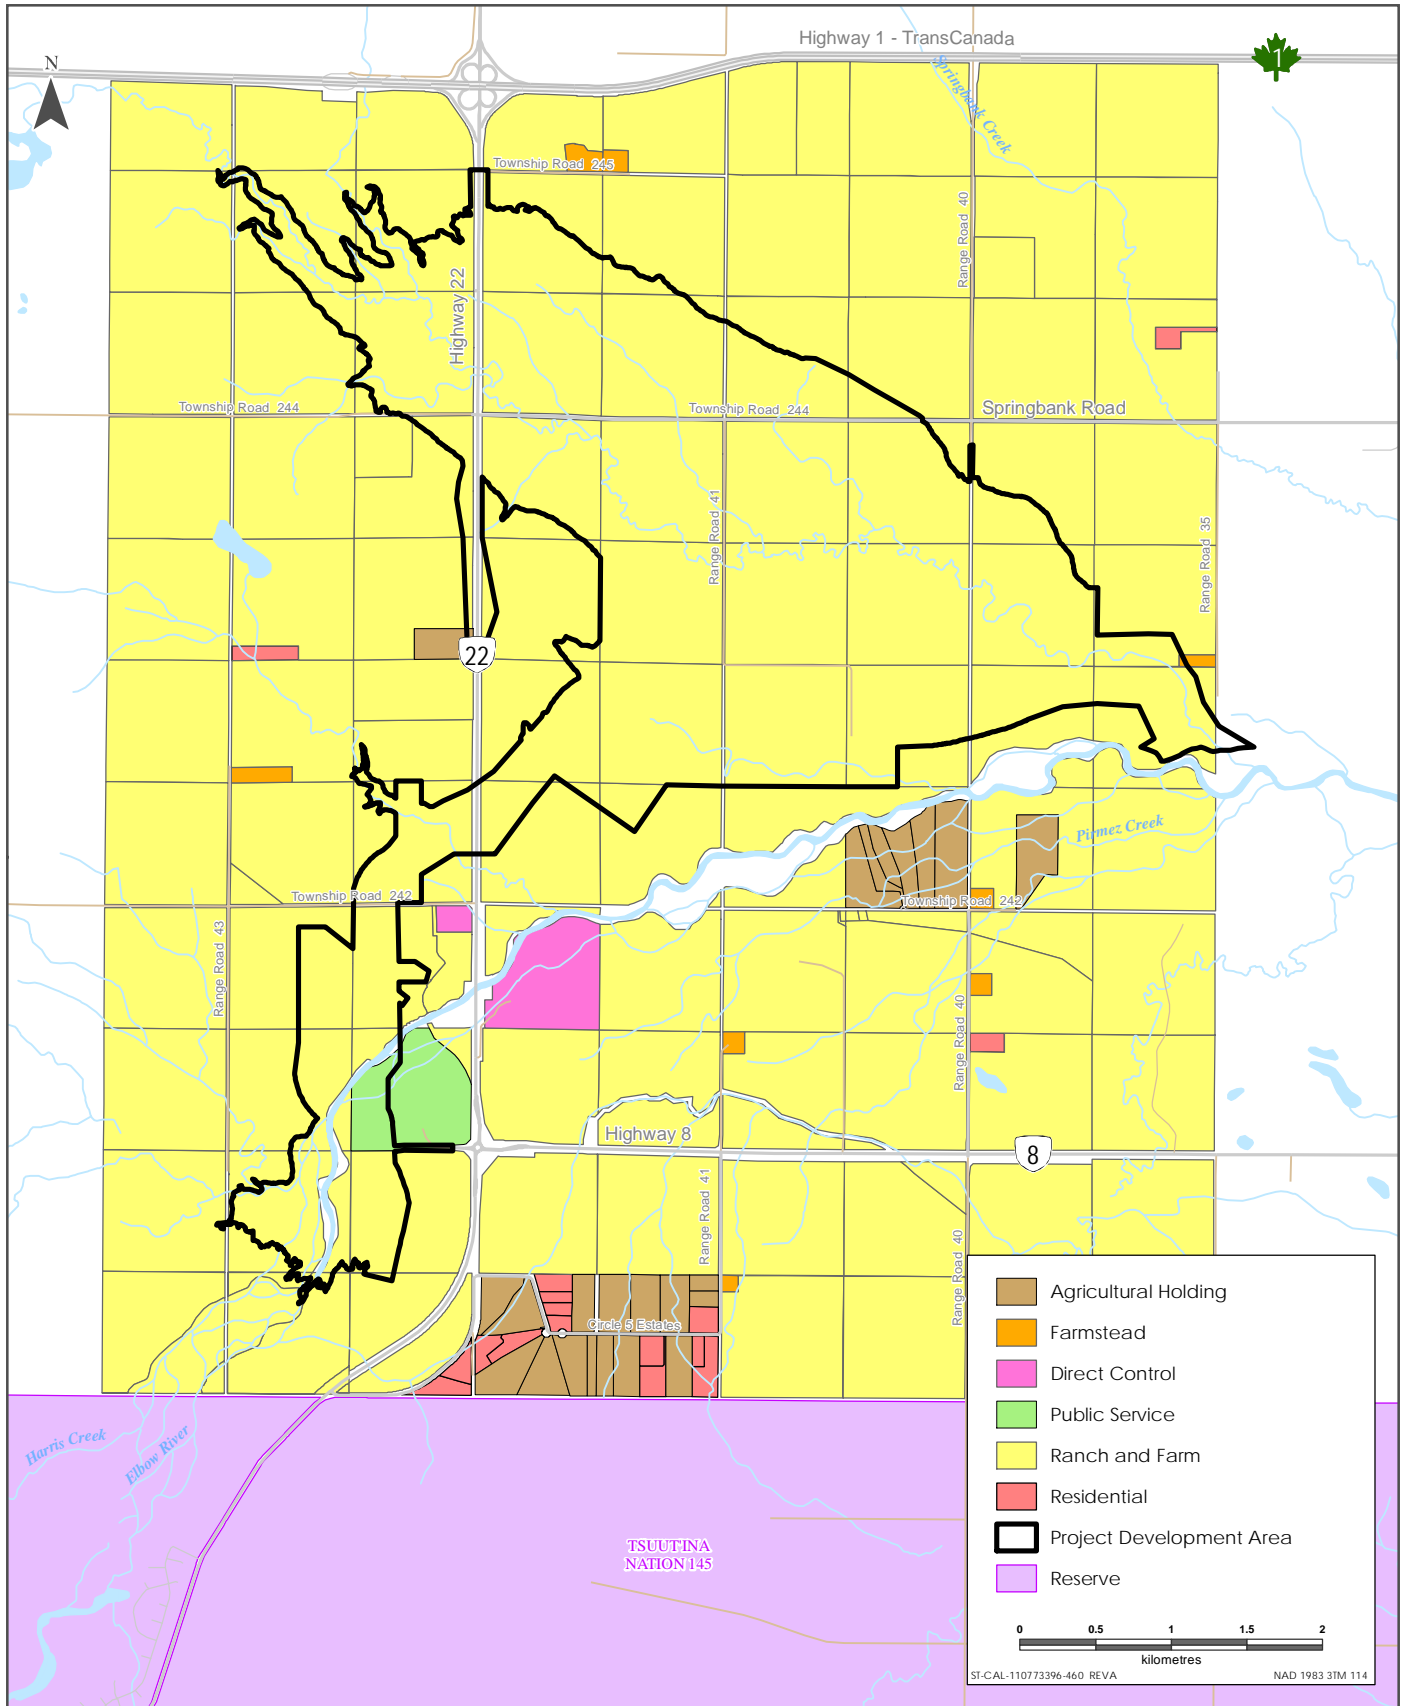 Highway 1 - TransCanada
1
N
Springbank Creek
Township Road 245
Range Road 40
Highway 22
Township Road 244
Township Road 244
Springbank Road
Range Road 41
Range Road 35
22
Pirmez Creek
Township Road 242
Township Road 242
Range Road 43
Range Road 40
Highway 8
8
Range Road 41
Range Road 40
Circle 5 Estates
Harris Creek
Elbow River
TSUUT'INA
NATION 145
Agricultural Holding
Farmstead
Direct Control
Public Service
Ranch and Farm
Residential
Project Development Area
Reserve
0 0.5 1 1.5 2
kilometres
ST-CAL-110773396-460 REVA NAD 1983 3TM 114